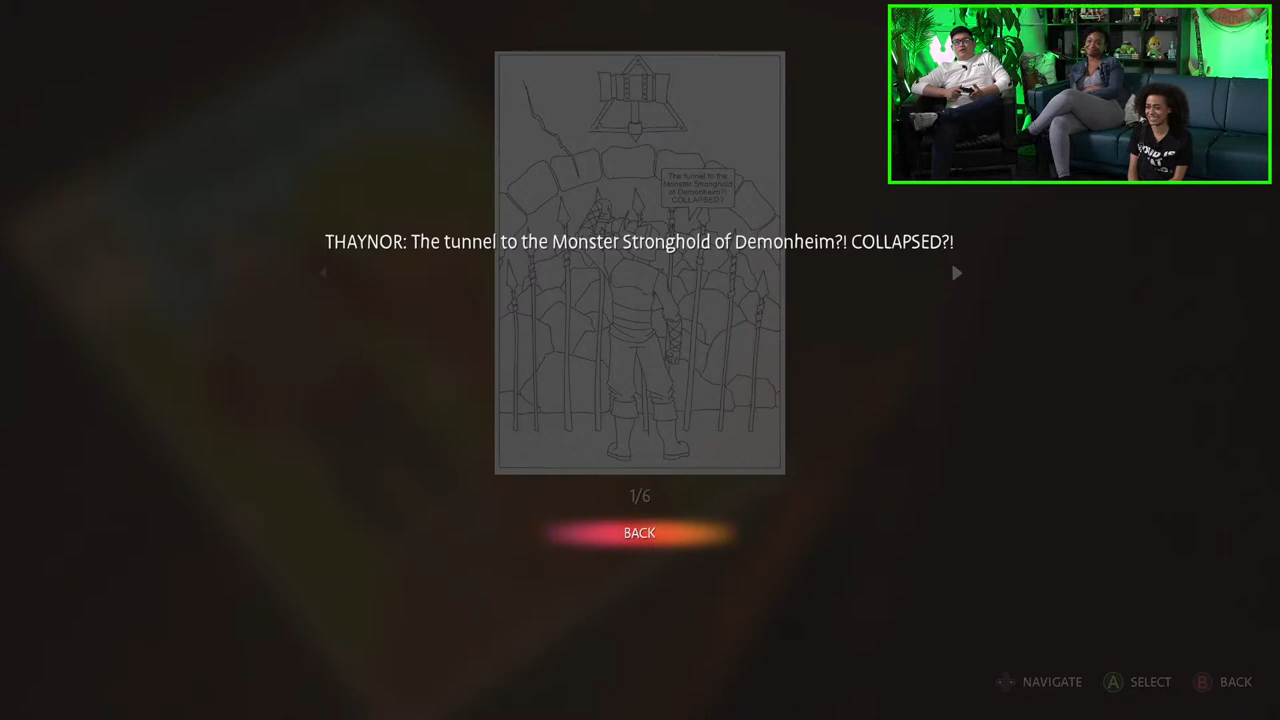 The tunnel to the
Monster Stronghold
of Demonheim?!
COLLAPSED?
THAYNOR: The tunnel to the Monster Stronghold of Demonheim?! COLLAPSED?!
1/6
BACK
NAVIGATE A SELECT B BACK